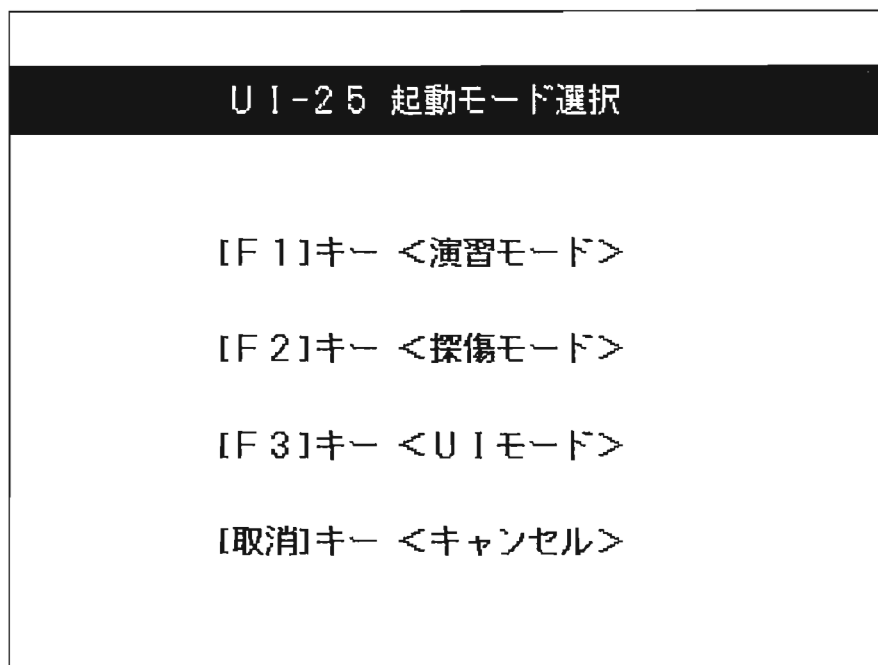 UI-25 起動モード選択
[F1]キー <演習モード>
[F2]キー <探傷モード>
[F3]キー <UIモード>
[取消]キー <キャンセル>